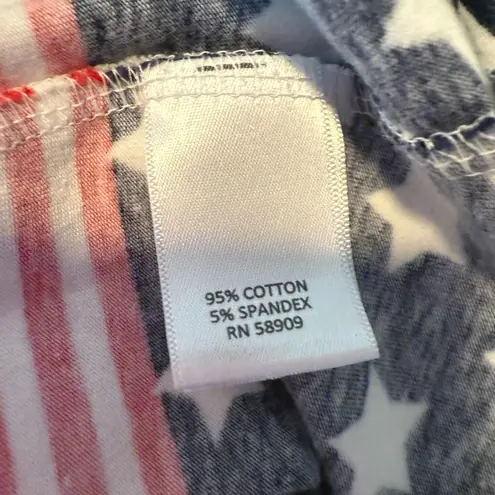 95% COTTON
5% SPANDEX
RN 58909